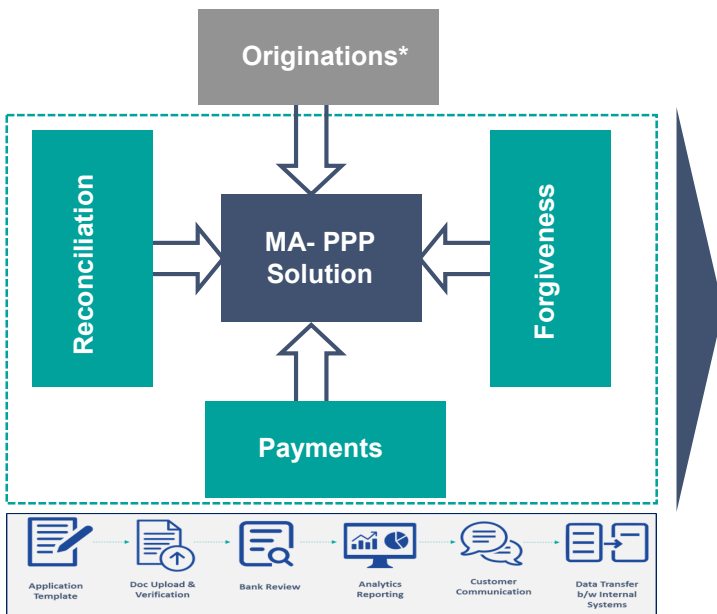 Originations*
Reconciliation
MA- PPP
Solution
Forgiveness
Payments
Application
Template
Doc Upload &
Verification
Bank Review
Analytics
Reporting
Customer
Communication
Data Transfer
b/w Internal
Systems